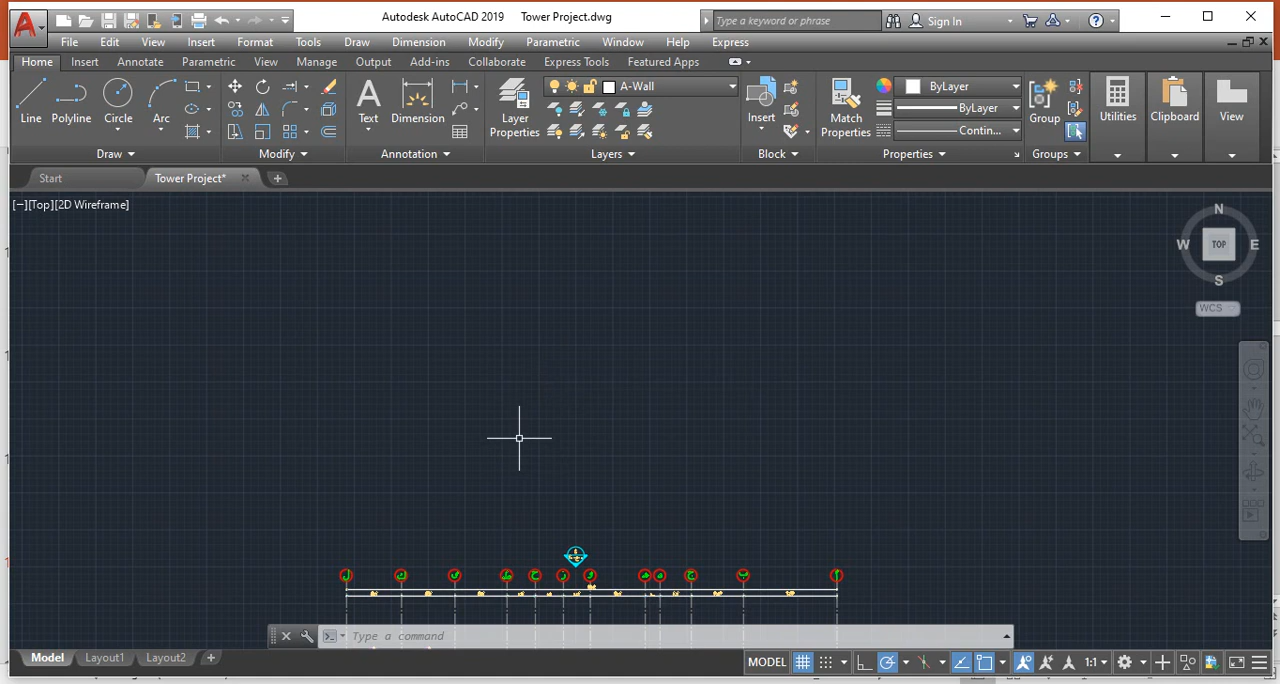 Autodesk AutoCAD 2019 Tower Project.dwg
Type a keyword or phrase
Sign In
File Edit View Insert Format Tools Draw Dimension Modify Parametric Window Help Express
Home Insert Annotate Parametric View Manage Output Add-ins Collaborate Express Tools Featured Apps
A-Wall
ByLayer
ByLayer
Contin...
Line Polyline Circle Arc
Text Dimension
Layer Properties
Insert
Match Properties
Group
Utilities
Clipboard
View
Draw Modify Annotation Layers Block Properties Groups
Start Tower Project*
[−][Top][2D Wireframe]
N
W TOP E
S
WCS
Type a command
Model Layout1 Layout2
MODEL
1:1